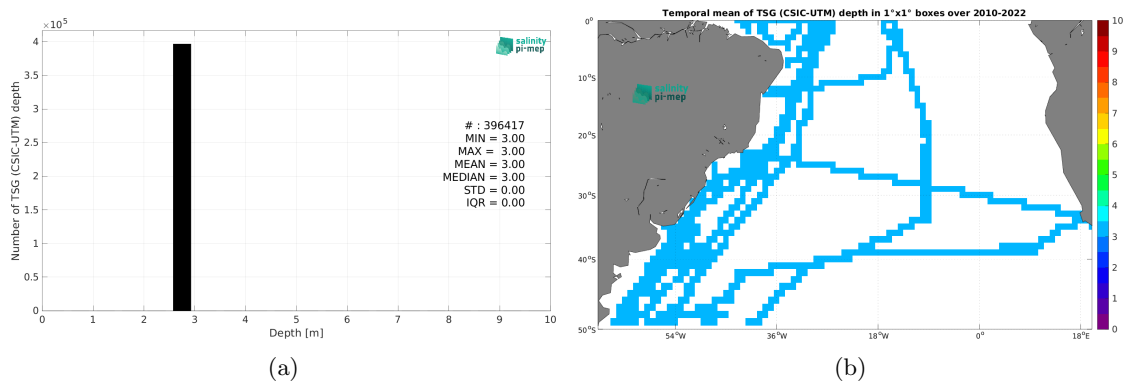 ×10⁵
4
3.5
3
2.5
2
1.5
1
0.5
0
Number of TSG (CSIC-UTM) depth
0 1 2 3 4 5 6 7 8 9 10
Depth [m]
salinity
pi-mep
# : 396417
MIN = 3.00
MAX = 3.00
MEAN = 3.00
MEDIAN = 3.00
STD = 0.00
IQR = 0.00
(a)
Temporal mean of TSG (CSIC-UTM) depth in 1°x1° boxes over 2010-2022
0°
10°S
20°S
30°S
40°S
50°S
54°W 36°W 18°W 0° 18°E
salinity
pi-mep
10
9
8
7
6
5
4
3
2
1
0
(b)